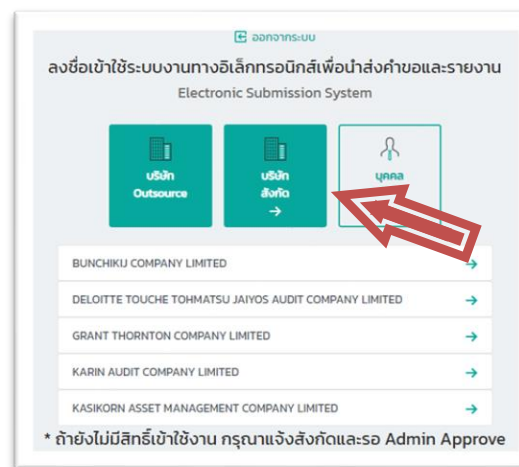 ออกจากระบบ
ลงชื่อเข้าใช้ระบบงานทางอิเล็กทรอนิกส์เพื่อนำส่งคำขอและรายงาน
Electronic Submission System
บริษัท
Outsource
บริษัท
สังกัด
บุคคล
BUNCHIKIJ COMPANY LIMITED
DELOITTE TOUCHE TOHMATSU JAIYOS AUDIT COMPANY LIMITED
GRANT THORNTON COMPANY LIMITED
KARIN AUDIT COMPANY LIMITED
KASIKORN ASSET MANAGEMENT COMPANY LIMITED
* ถ้ายังไม่มีสิทธิ์เข้าใช้งาน กรุณาแจ้งสังกัดและรอ Admin Approve